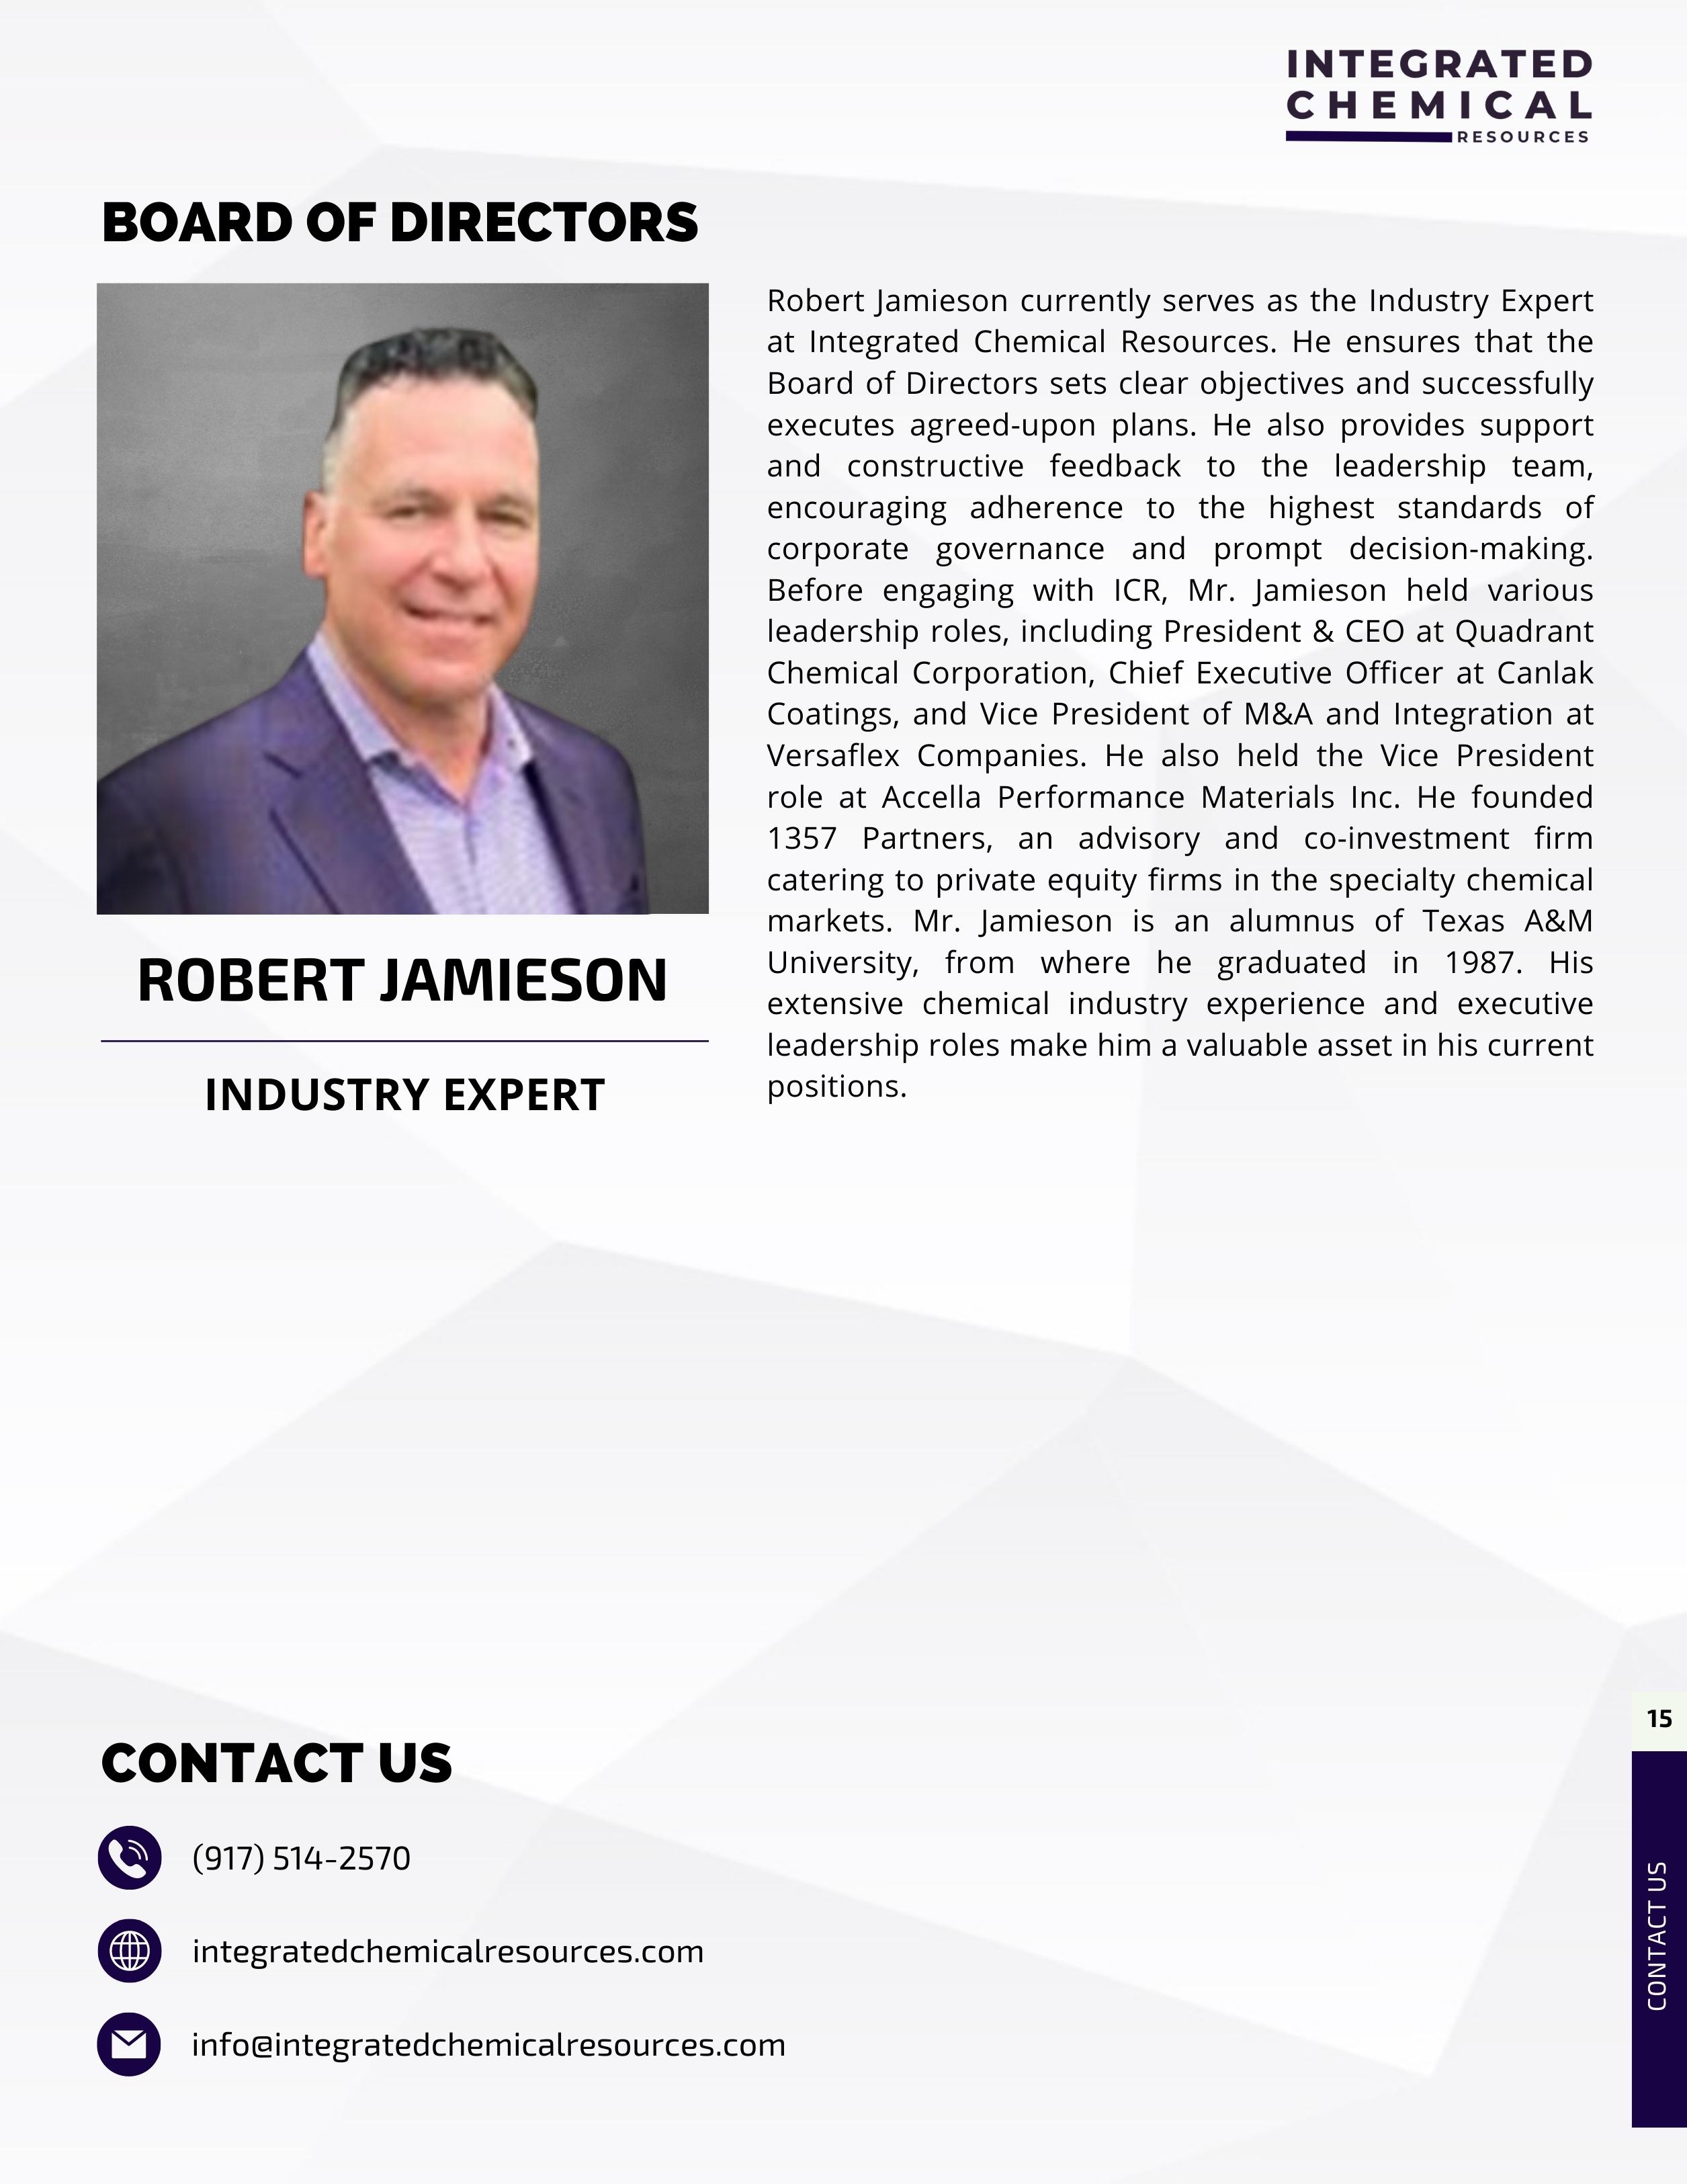 INTEGRATED
CHEMICAL
RESOURCES
BOARD OF DIRECTORS
Robert Jamieson currently serves as the Industry Expert
at Integrated Chemical Resources. He ensures that the
Board of Directors sets clear objectives and successfully
executes agreed-upon plans. He also provides support
and constructive feedback to the leadership team,
encouraging adherence to the highest standards of
corporate governance and prompt decision-making.
Before engaging with ICR, Mr. Jamieson held various
leadership roles, including President & CEO at Quadrant
Chemical Corporation, Chief Executive Officer at Canlak
Coatings, and Vice President of M&A and Integration at
Versaflex Companies. He also held the Vice President
role at Accella Performance Materials Inc. He founded
1357 Partners, an advisory and co-investment firm
catering to private equity firms in the specialty chemical
markets. Mr. Jamieson is an alumnus of Texas A&M
University, from where he graduated in 1987. His
extensive chemical industry experience and executive
leadership roles make him a valuable asset in his current
positions.
ROBERT JAMIESON
INDUSTRY EXPERT
CONTACT US
(917) 514-2570
integratedchemicalresources.com
info@integratedchemicalresources.com
15
CONTACT US